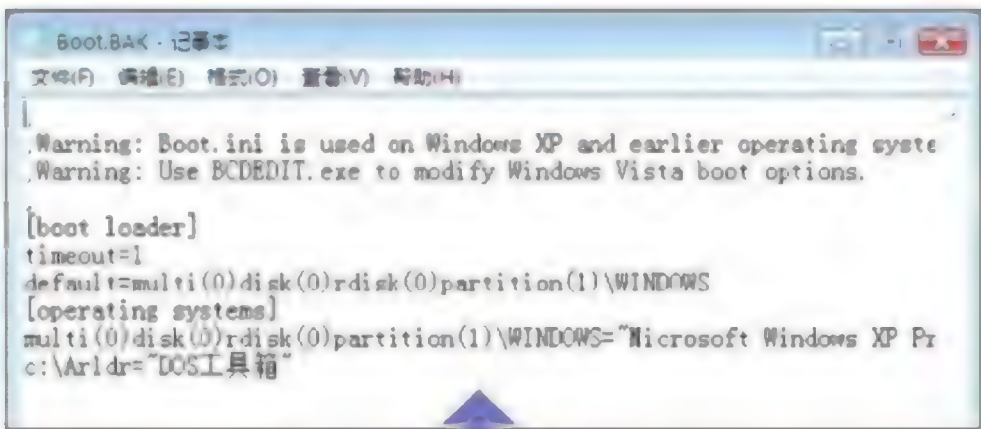 Boot.BAK - 记事本
文件(F) 编辑(E) 格式(O) 查看(V) 帮助(H)
;
;Warning: Boot.ini is used on Windows XP and earlier operating syste
;Warning: Use BCDEDIT.exe to modify Windows Vista boot options.
[boot loader]
timeout=1
default=multi(0)disk(0)rdisk(0)partition(1)\WINDOWS
[operating systems]
multi(0)disk(0)rdisk(0)partition(1)\WINDOWS="Microsoft Windows XP Pr
c:\Arldr="DOS工具箱"